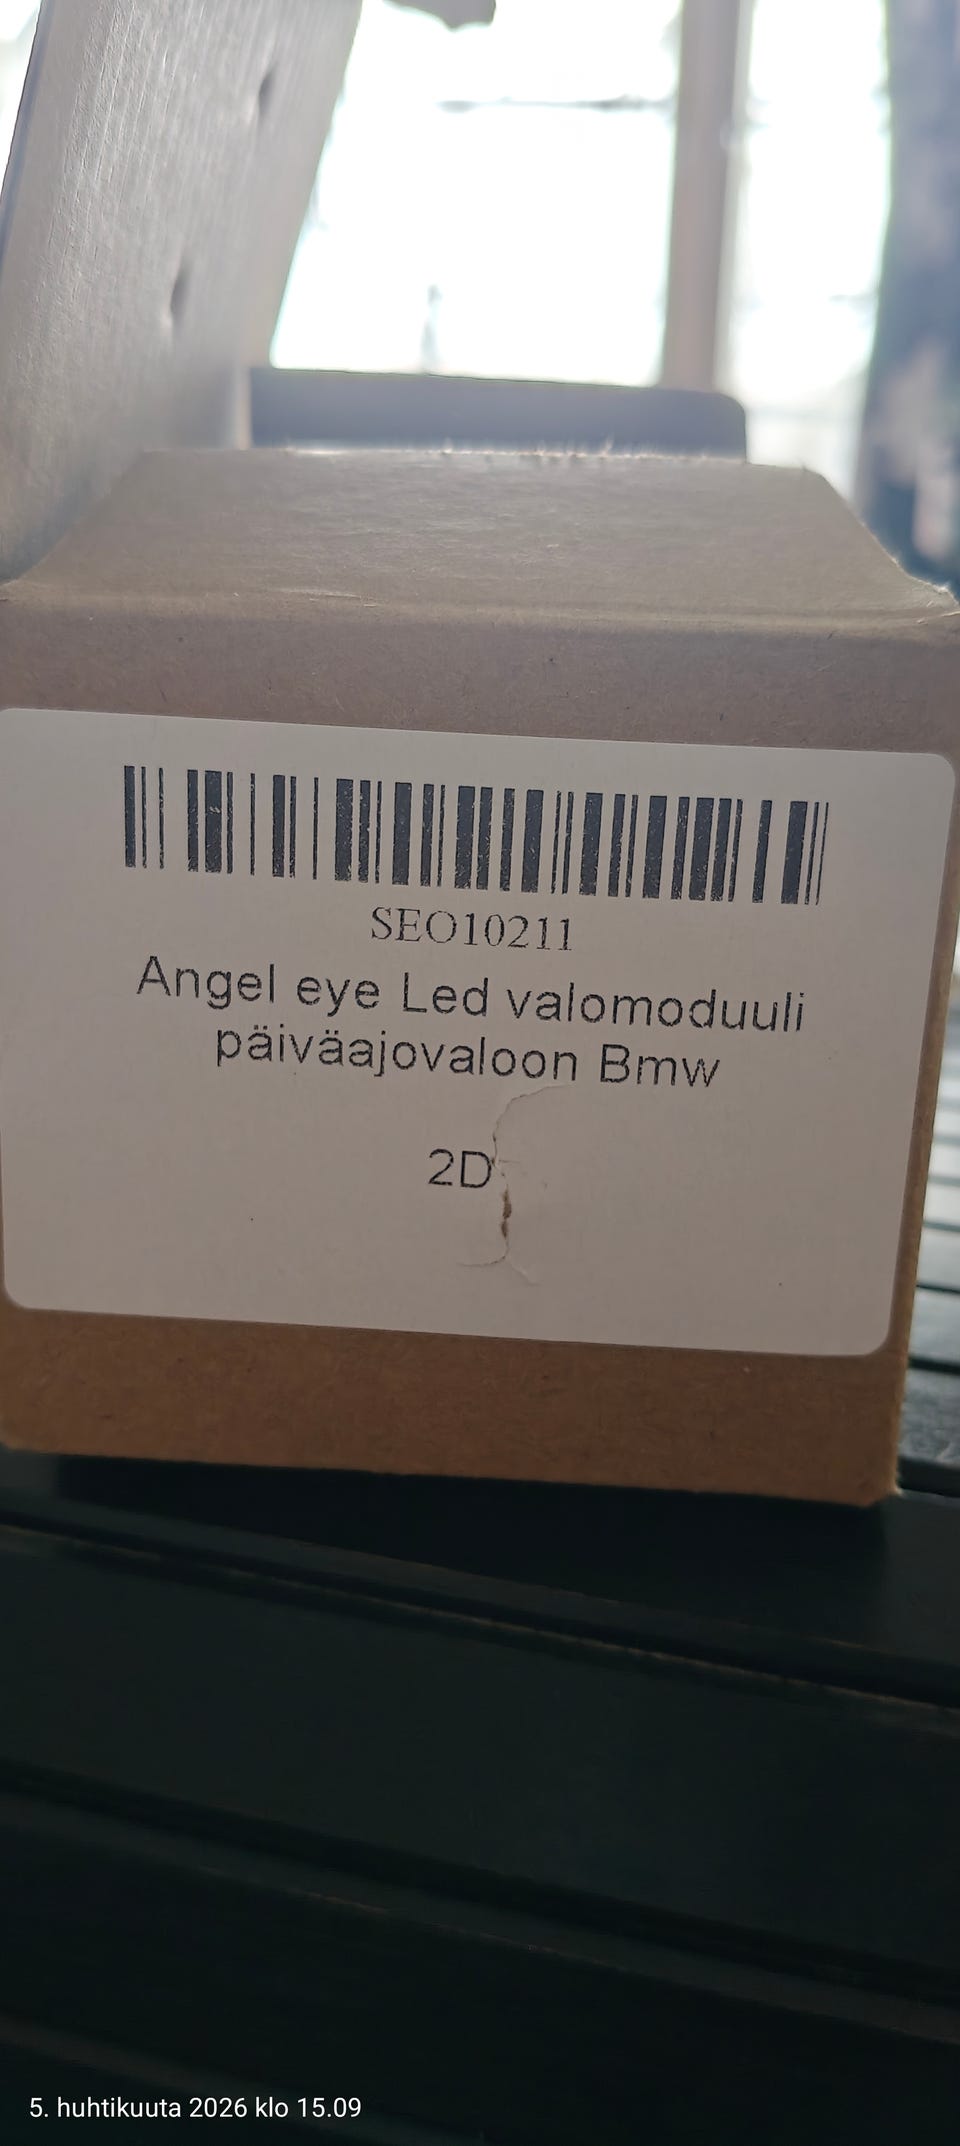 SEO10211
Angel eye Led valomoduuli
päiväajovaloon Bmw
2D
5. huhtikuuta 2026 klo 15.09